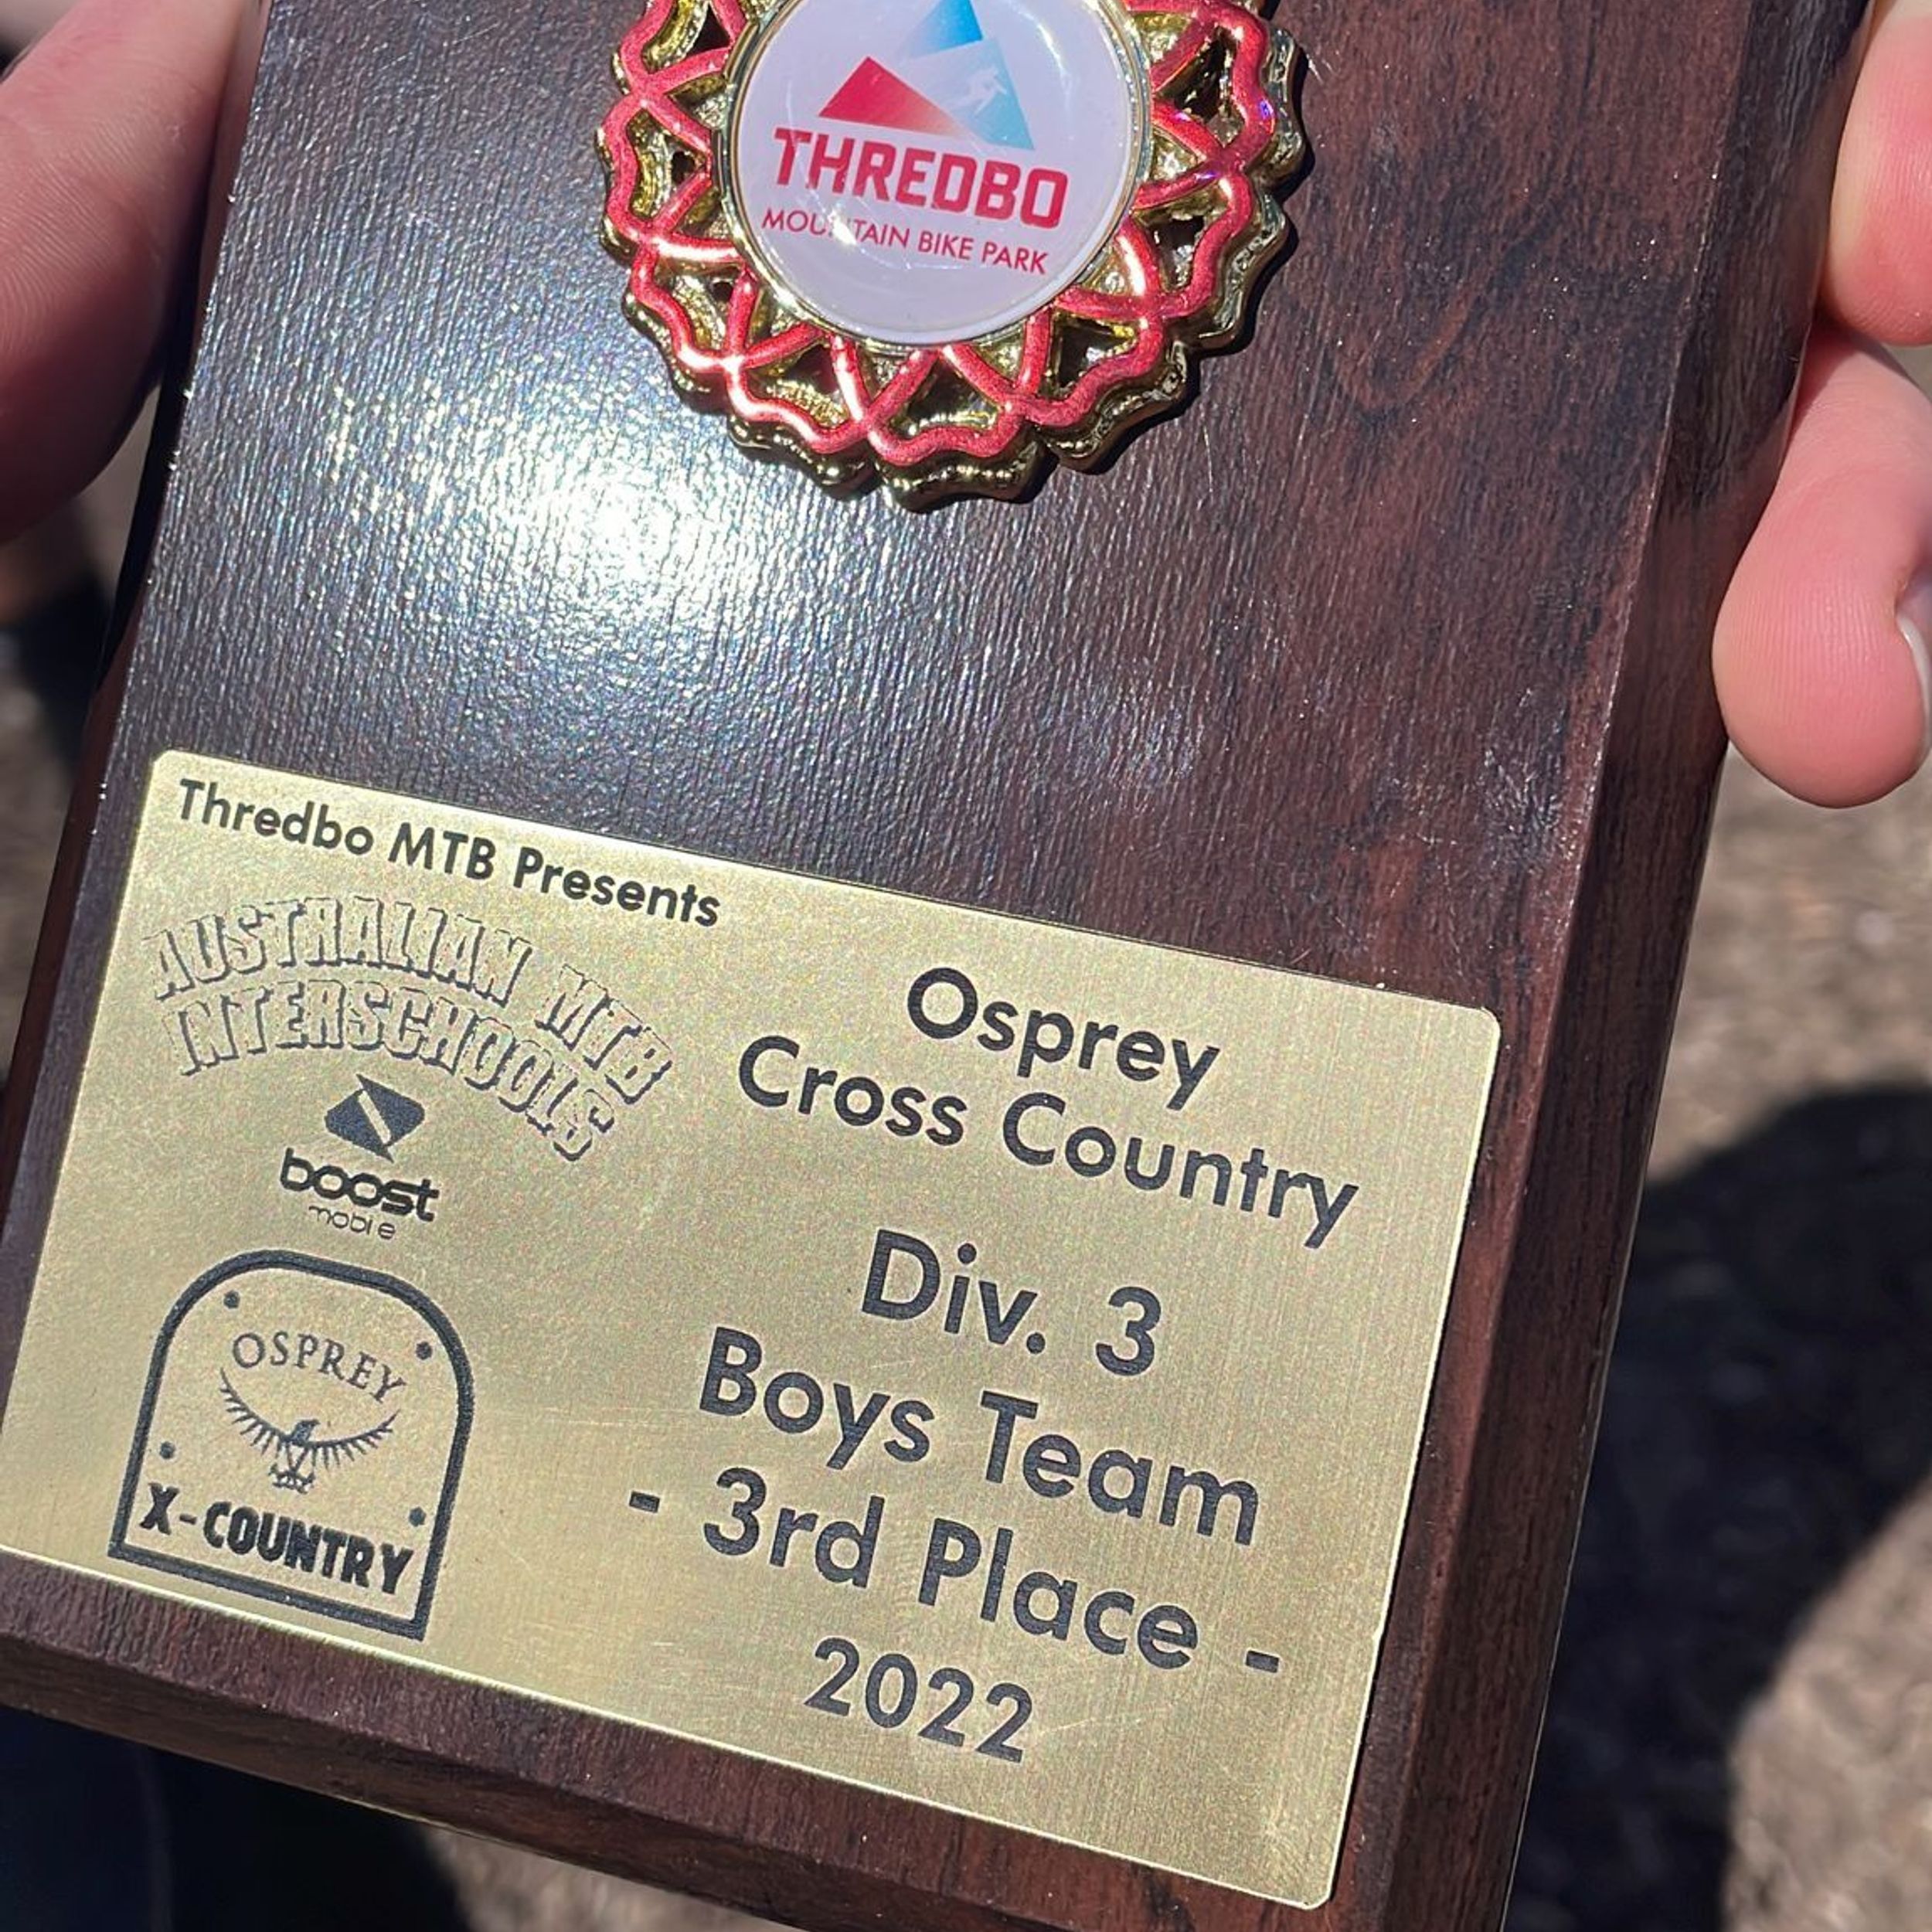 THREDBO
MOUNTAIN BIKE PARK
Thredbo MTB Presents
AUSTRALIAN MTB
INTERSCHOOLS
boost
mobile
OSPREY
X-COUNTRY
Osprey
Cross Country
Div. 3
Boys Team
- 3rd Place -
2022